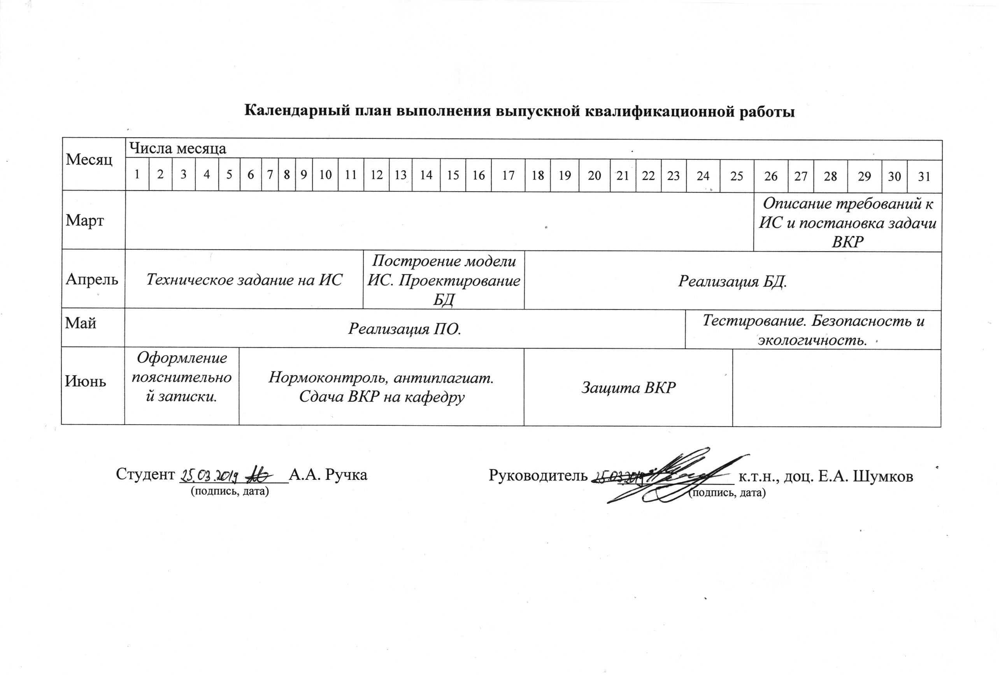 Календарный план выполнения выпускной квалификационной работы
Месяц
Числа месяца
1 2 3 4 5 6 7 8 9 10 11 12 13 14 15 16 17 18 19 20 21 22 23 24 25 26 27 28 29 30 31
Март
Описание требований к
ИС и постановка задачи
ВКР
Апрель
Техническое задание на ИС
Построение модели
ИС. Проектирование
БД
Реализация БД.
Май
Реализация ПО.
Тестирование. Безопасность и
экологичность.
Июнь
Оформление
пояснительно
й записки.
Нормоконтроль, антиплагиат.
Сдача ВКР на кафедру
Защита ВКР
Студент 25.03.2019 А.А. Ручка
(подпись, дата)
Руководитель 25.03.2019 к.т.н., доц. Е.А. Шумков
(подпись, дата)